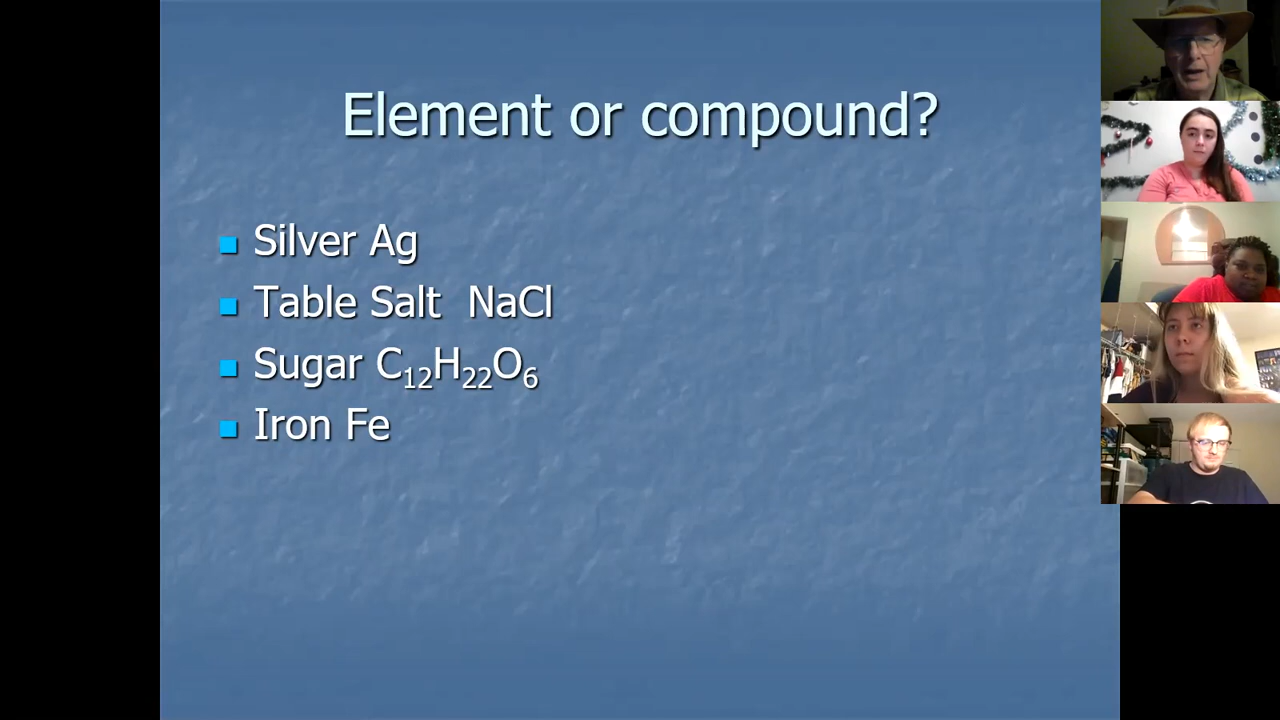 Element or compound?
Silver Ag
Table Salt NaCl
Sugar C₁₂H₂₂O₆
Iron Fe